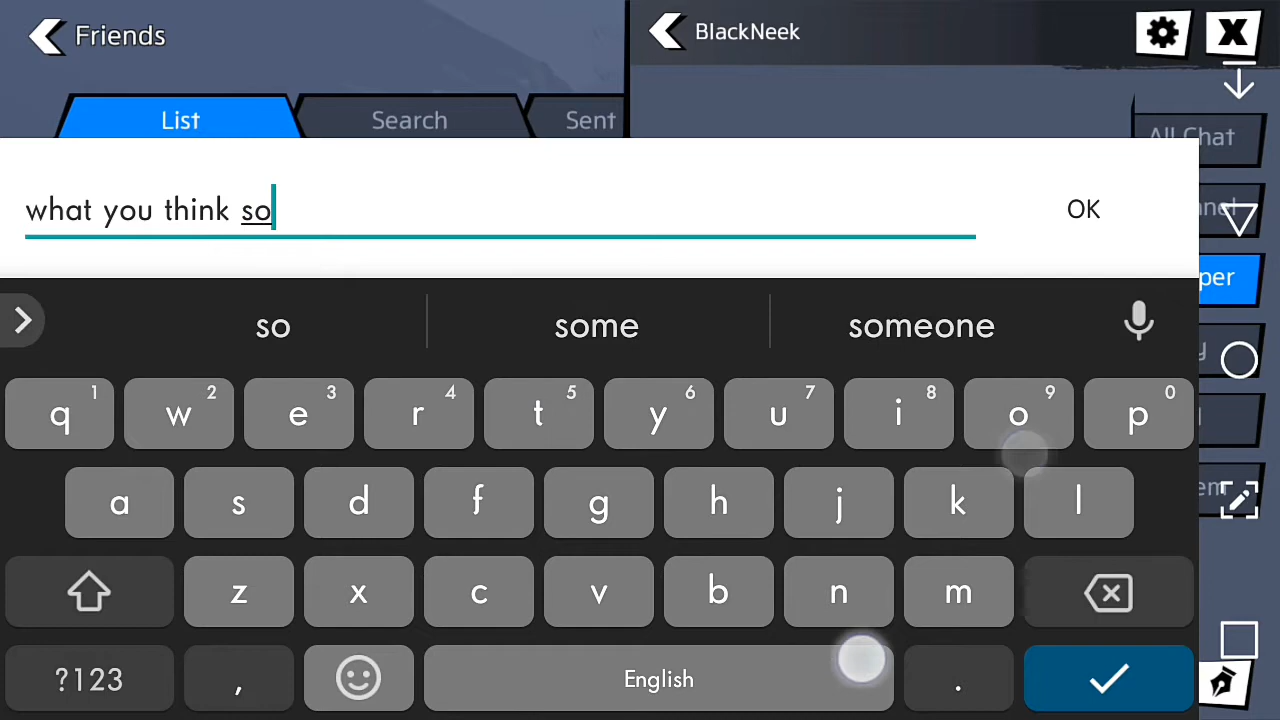 Friends
BlackNeek
List
Search
Sent
All Chat
what you think so
OK
so
some
someone
q 1 w 2 e 3 r 4 t 5 y 6 u 7 i 8 o 9 p 0
a s d f g h j k l
z x c v b n m
?123 , English .